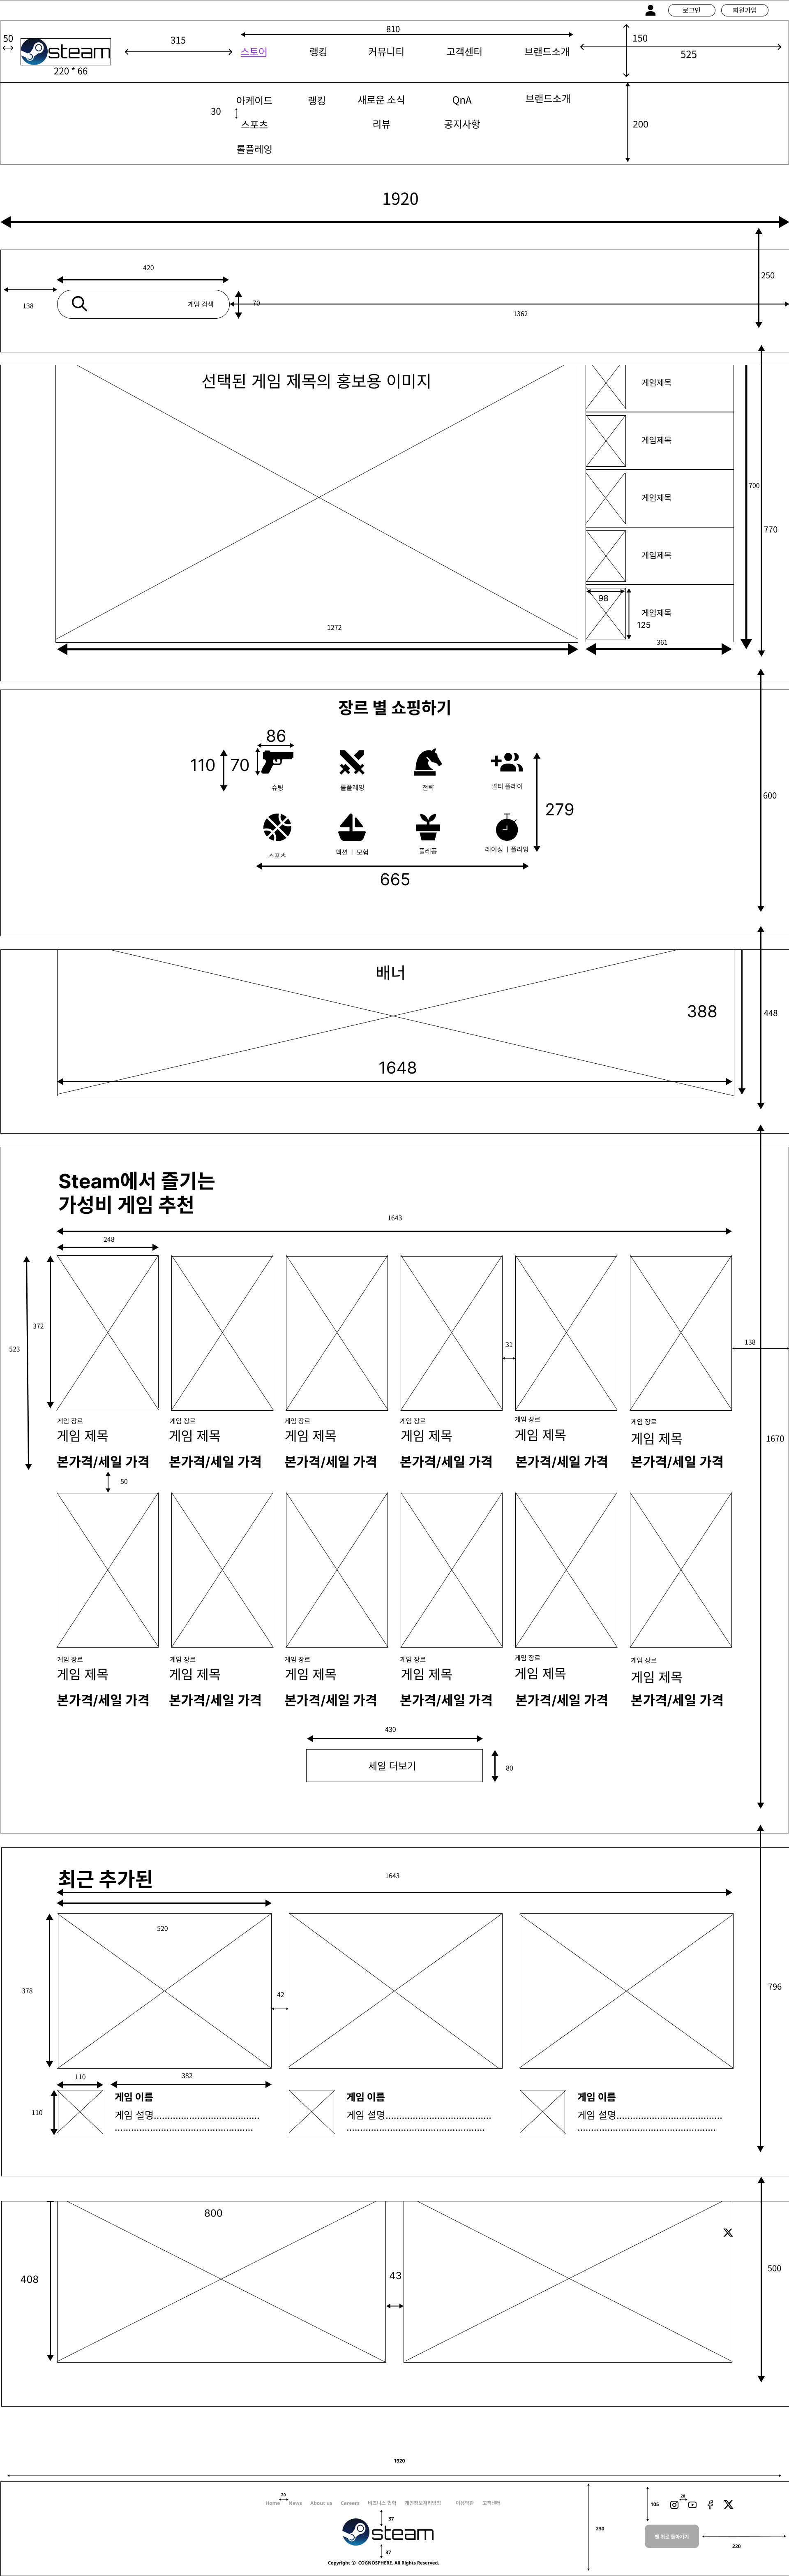 로그인 회원가입
50
315
810
150
525
steam
220 * 66
스토어 랭킹 커뮤니티 고객센터 브랜드소개
30
아케이드 랭킹 새로운 소식 QnA 브랜드소개
스포츠 리뷰 공지사항
롤플레잉
200
1920
420
138
게임 검색
70
1362
250
선택된 게임 제목의 홍보용 이미지
게임제목
게임제목
게임제목
게임제목
98
게임제목
125
700
770
1272
361
장르 별 쇼핑하기
86
110 70
슈팅 롤플레잉 전략 멀티 플레이
279
스포츠 액션 ㅣ 모험 플레폼 레이싱 ㅣ플라잉
665
600
배너
388
448
1648
Steam에서 즐기는
가성비 게임 추천
1643
248
372
523
31
138
게임 장르 게임 장르 게임 장르 게임 장르 게임 장르 게임 장르
게임 제목 게임 제목 게임 제목 게임 제목 게임 제목 게임 제목
본가격/세일 가격 본가격/세일 가격 본가격/세일 가격 본가격/세일 가격 본가격/세일 가격 본가격/세일 가격
1670
50
게임 장르 게임 장르 게임 장르 게임 장르 게임 장르 게임 장르
게임 제목 게임 제목 게임 제목 게임 제목 게임 제목 게임 제목
본가격/세일 가격 본가격/세일 가격 본가격/세일 가격 본가격/세일 가격 본가격/세일 가격 본가격/세일 가격
430
세일 더보기
80
최근 추가된
1643
520
378
42
796
110
382
110
게임 이름 게임 이름 게임 이름
게임 설명...................................... 게임 설명...................................... 게임 설명......................................
.................................................. .................................................. ..................................................
800
408
43
500
1920
20
Home News About us Careers 비즈니스 협력 개인정보처리방침 이용약관 고객센터
37
steam
37
Copyright © COGNOSPHERE. All Rights Reserved.
230
105
20
맨 위로 돌아가기
220